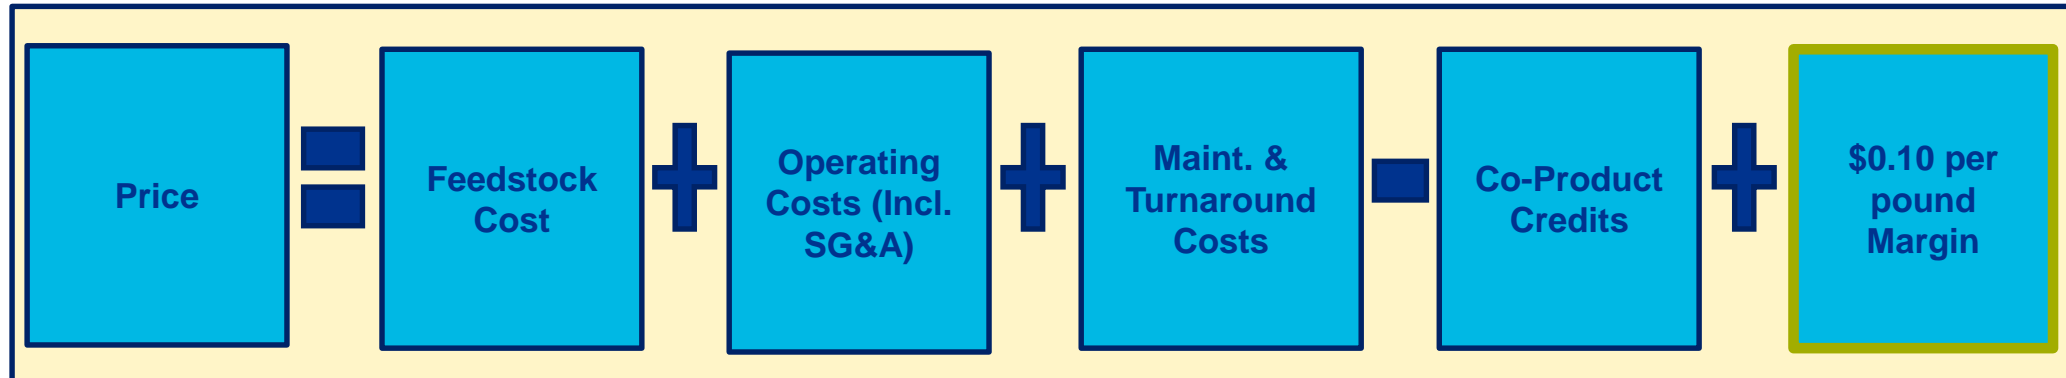 Price
Feedstock
Cost
Operating
Costs (Incl.
SG&A)
Maint. &
Turnaround
Costs
Co-Product
Credits
$0.10 per
pound
Margin